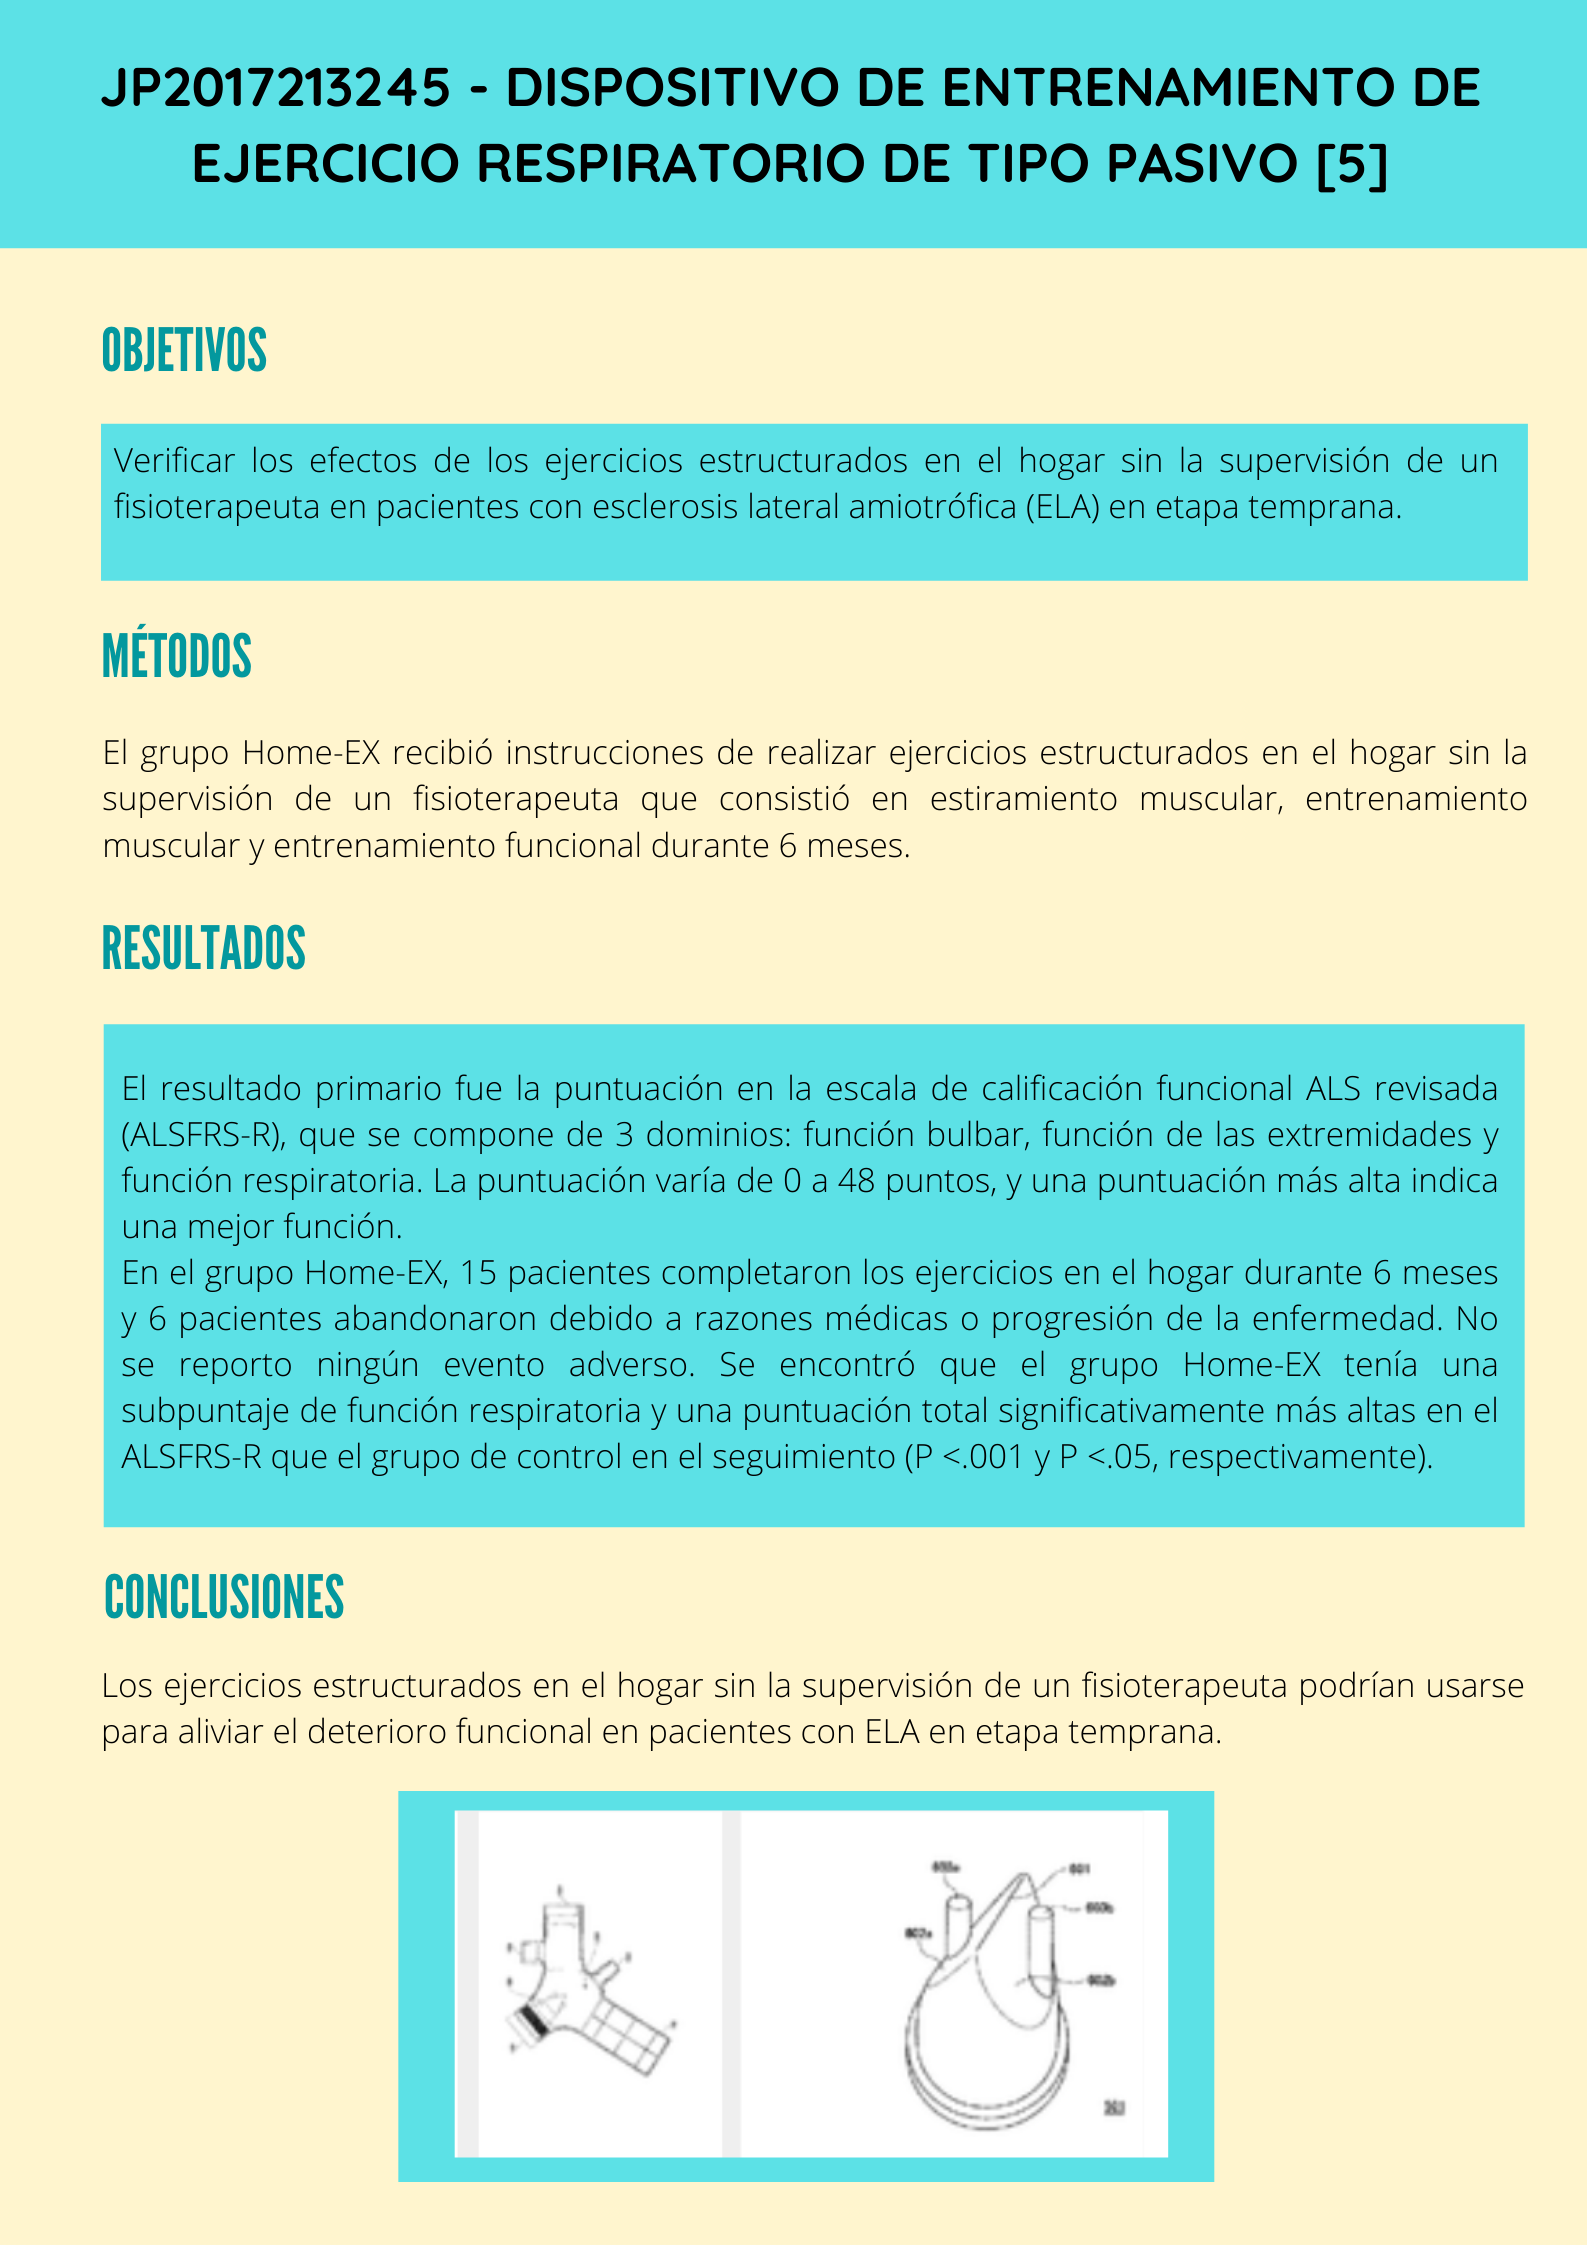 JP2017213245 - DISPOSITIVO DE ENTRENAMIENTO DE
EJERCICIO RESPIRATORIO DE TIPO PASIVO [5]
OBJETIVOS
Verificar los efectos de los ejercicios estructurados en el hogar sin la supervisión de un
fisioterapeuta en pacientes con esclerosis lateral amiotrófica (ELA) en etapa temprana.
MÉTODOS
El grupo Home-EX recibió instrucciones de realizar ejercicios estructurados en el hogar sin la
supervisión de un fisioterapeuta que consistió en estiramiento muscular, entrenamiento
muscular y entrenamiento funcional durante 6 meses.
RESULTADOS
El resultado primario fue la puntuación en la escala de calificación funcional ALS revisada
(ALSFRS-R), que se compone de 3 dominios: función bulbar, función de las extremidades y
función respiratoria. La puntuación varía de 0 a 48 puntos, y una puntuación más alta indica
una mejor función.
En el grupo Home-EX, 15 pacientes completaron los ejercicios en el hogar durante 6 meses
y 6 pacientes abandonaron debido a razones médicas o progresión de la enfermedad. No
se reporto ningún evento adverso. Se encontró que el grupo Home-EX tenía una
subpuntaje de función respiratoria y una puntuación total significativamente más altas en el
ALSFRS-R que el grupo de control en el seguimiento (P <.001 y P <.05, respectivamente).
CONCLUSIONES
Los ejercicios estructurados en el hogar sin la supervisión de un fisioterapeuta podrían usarse
para aliviar el deterioro funcional en pacientes con ELA en etapa temprana.
601
602a
602b